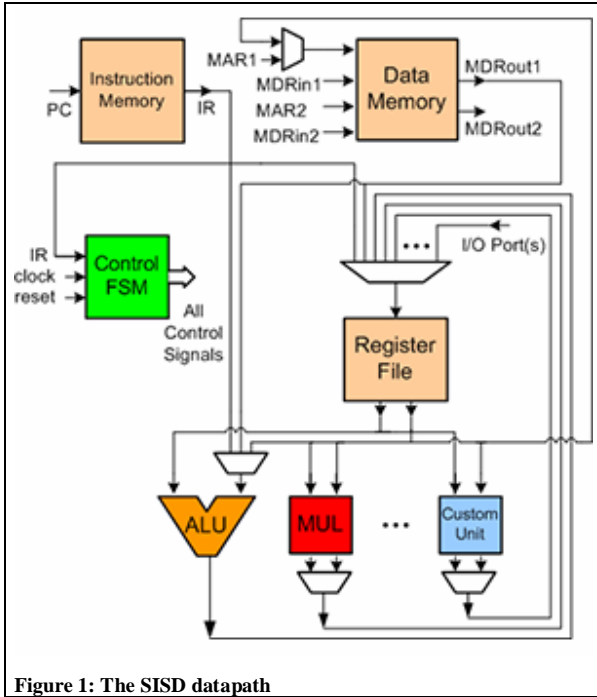 MAR1
MDRin1
MAR2
MDRin2
Data
Memory
MDRout1
MDRout2
Instruction
Memory
PC
IR
IR
clock
reset
Control
FSM
All
Control
Signals
•••
I/O Port(s)
Register
File
ALU
MUL
•••
Custom
Unit
Figure 1: The SISD datapath